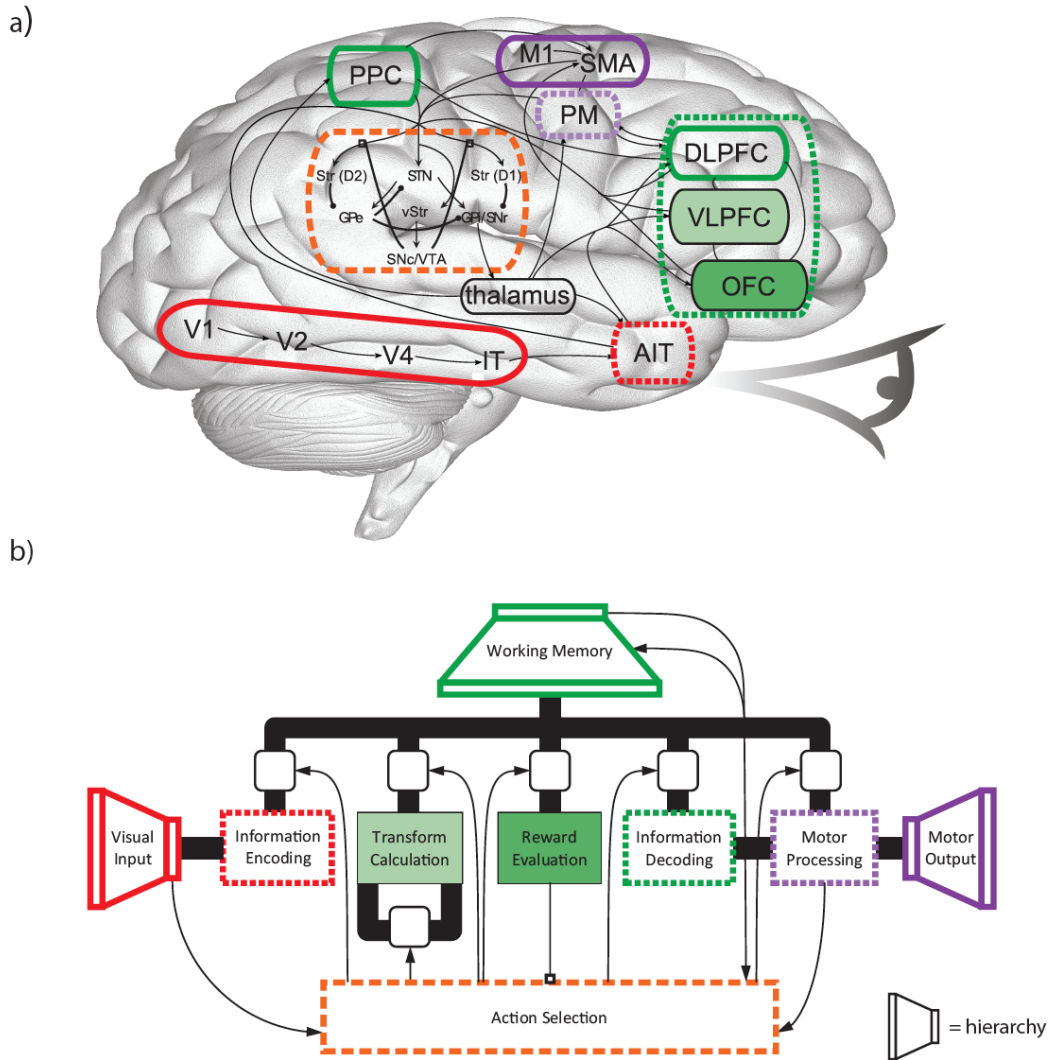 a)
PPC
M1
SMA
PM
DLPFC
VLPFC
OFC
Str (D2)
STN
Str (D1)
GPe
vStr
GPi/SNr
SNc/VTA
thalamus
V1
V2
V4
IT
AIT
b)
Working Memory
Visual
Input
Information
Encoding
Transform
Calculation
Reward
Evaluation
Information
Decoding
Motor
Processing
Motor
Output
Action Selection
= hierarchy